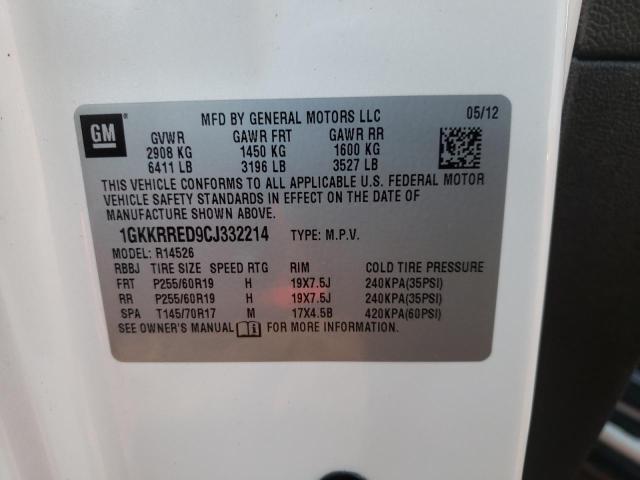 GM
MFD BY GENERAL MOTORS LLC 05/12
GVWR GAWR FRT GAWR RR
2908 KG 1450 KG 1600 KG
6411 LB 3196 LB 3527 LB
THIS VEHICLE CONFORMS TO ALL APPLICABLE U.S. FEDERAL MOTOR
VEHICLE SAFETY STANDARDS IN EFFECT ON THE DATE OF
MANUFACTURE SHOWN ABOVE.
1GKKRRED9CJ332214 TYPE: M.P.V.
MODEL: R14526
RBBJ TIRE SIZE SPEED RTG RIM COLD TIRE PRESSURE
FRT P255/60R19 H 19X7.5J 240KPA(35PSI)
RR P255/60R19 H 19X7.5J 240KPA(35PSI)
SPA T145/70R17 M 17X4.5B 420KPA(60PSI)
SEE OWNER'S MANUAL FOR MORE INFORMATION.